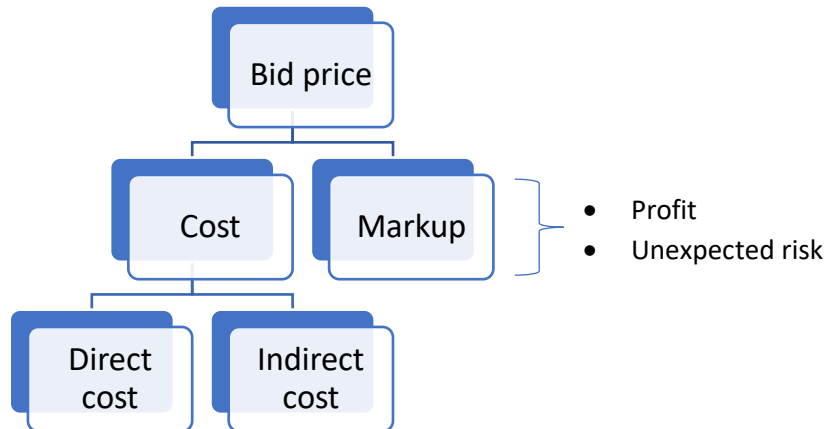 Bid price
Cost
Markup
• Profit
• Unexpected risk
Direct
cost
Indirect
cost